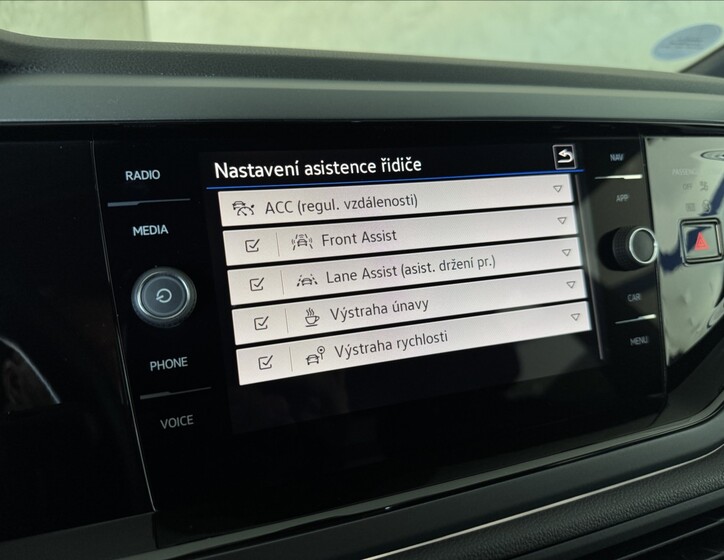 RADIO
MEDIA
PHONE
VOICE
Nastavení asistence řidiče
ACC (regul. vzdálenosti)
Front Assist
Lane Assist (asist. držení pr.)
Výstraha únavy
Výstraha rychlosti
NAV
APP
CAR
MENU
OFF